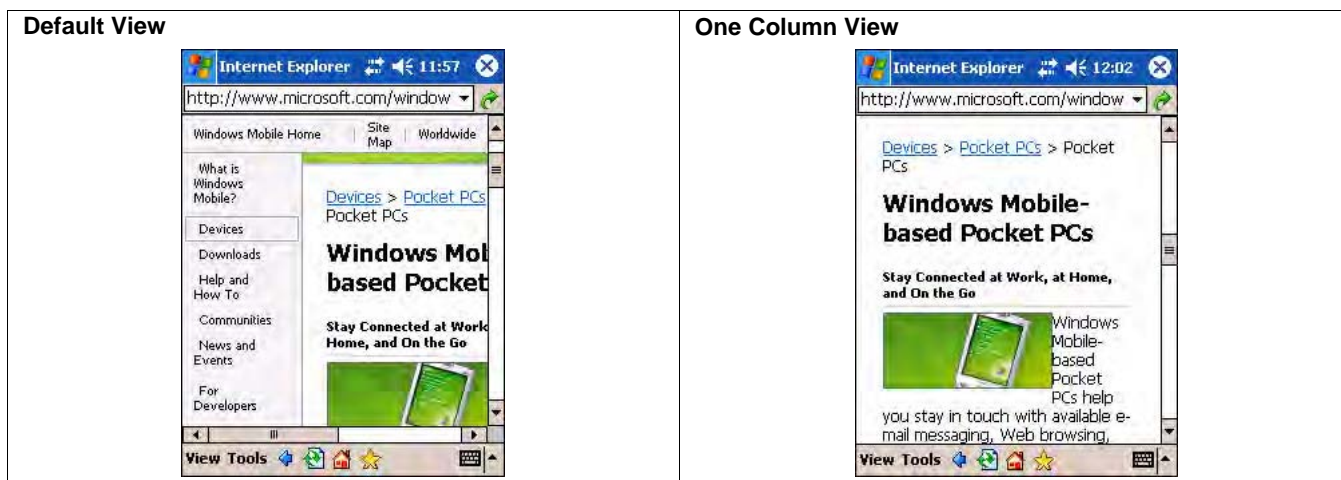 Default View
Internet Explorer 11:57
http://www.microsoft.com/window
Windows Mobile Home | Site Map | Worldwide
What is
Windows
Mobile?
Devices
Downloads
Help and
How To
Communities
News and
Events
For
Developers
Devices > Pocket PCs
Pocket PCs
Windows Mol
based Pocket
Stay Connected at Work
Home, and On the Go
View Tools
One Column View
Internet Explorer 12:02
http://www.microsoft.com/window
Devices > Pocket PCs > Pocket
PCs
Windows Mobile-
based Pocket PCs
Stay Connected at Work, at Home,
and On the Go
Windows
Mobile-
based
Pocket
PCs help
you stay in touch with available e-
mail messaging, Web browsing,
View Tools